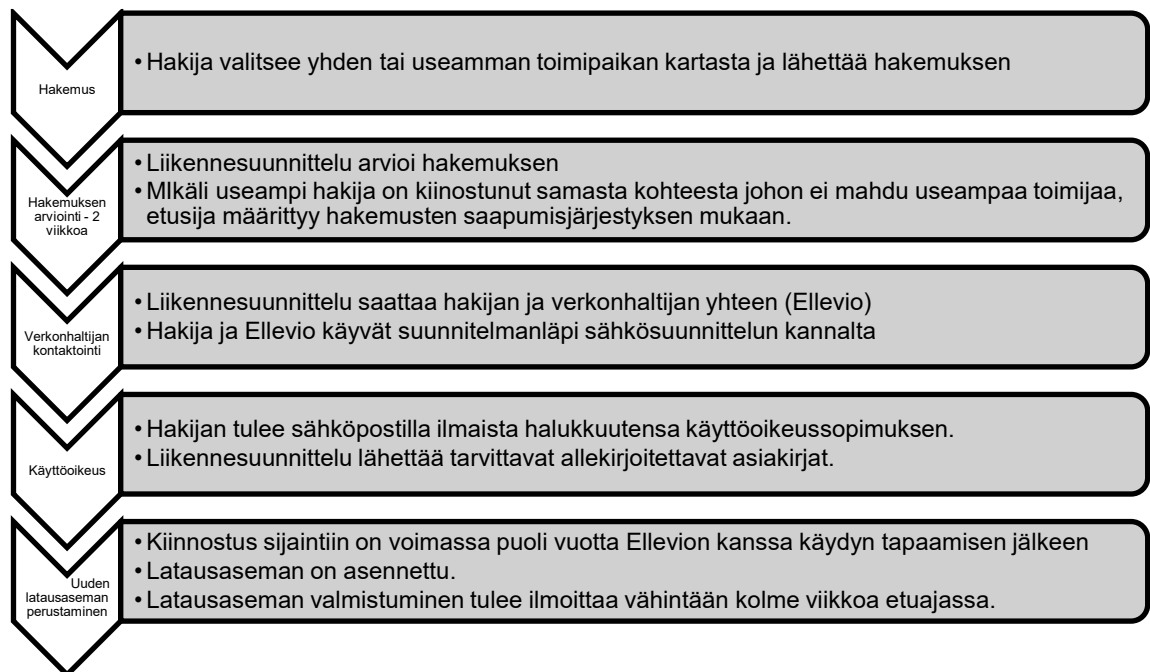 Hakemus
• Hakija valitsee yhden tai useamman toimipaikan kartasta ja lähettää hakemuksen
Hakemuksen
arviointi - 2
viikkoa
• Liikennesuunnittelu arvioi hakemuksen
• MIkäli useampi hakija on kiinostunut samasta kohteesta johon ei mahdu useampaa toimijaa,
etusija määrittyy hakemusten saapumisjärjestyksen mukaan.
Verkonhaltijan
kontaktointi
• Liikennesuunnittelu saattaa hakijan ja verkonhaltijan yhteen (Ellevio)
• Hakija ja Ellevio käyvät suunnitelmanläpi sähkösuunnittelun kannalta
Käyttöoikeus
• Hakijan tulee sähköpostilla ilmaista halukkuutensa käyttöoikeussopimuksen.
• Liikennesuunnittelu lähettää tarvittavat allekirjoitettavat asiakirjat.
Uuden
latausaseman
perustaminen
• Kiinnostus sijaintiin on voimassa puoli vuotta Ellevion kanssa käydyn tapaamisen jälkeen
• Latausaseman on asennettu.
• Latausaseman valmistuminen tulee ilmoittaa vähintään kolme viikkoa etuajassa.